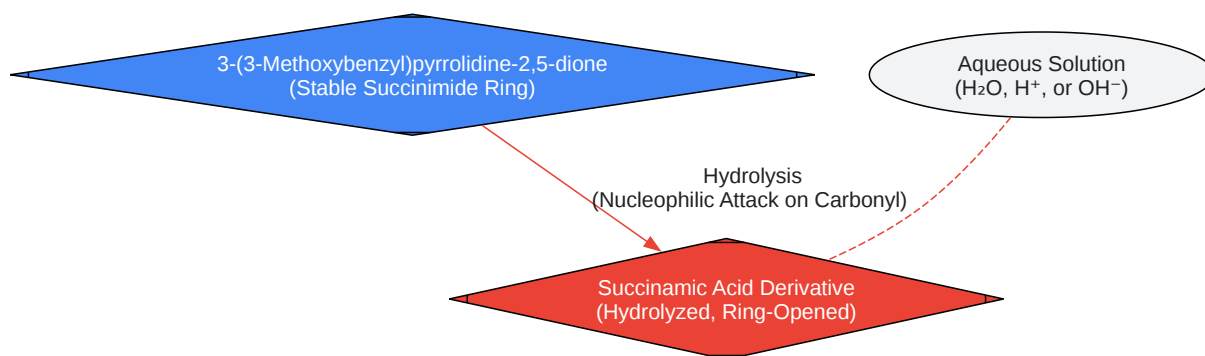 3-(3-Methoxybenzyl)pyrrolidine-2,5-dione
(Stable Succinimide Ring)
Aqueous Solution
(H₂O, H⁺, or OH⁻)
Hydrolysis
(Nucleophilic Attack on Carbonyl)
Succinamic Acid Derivative
(Hydrolyzed, Ring-Opened)